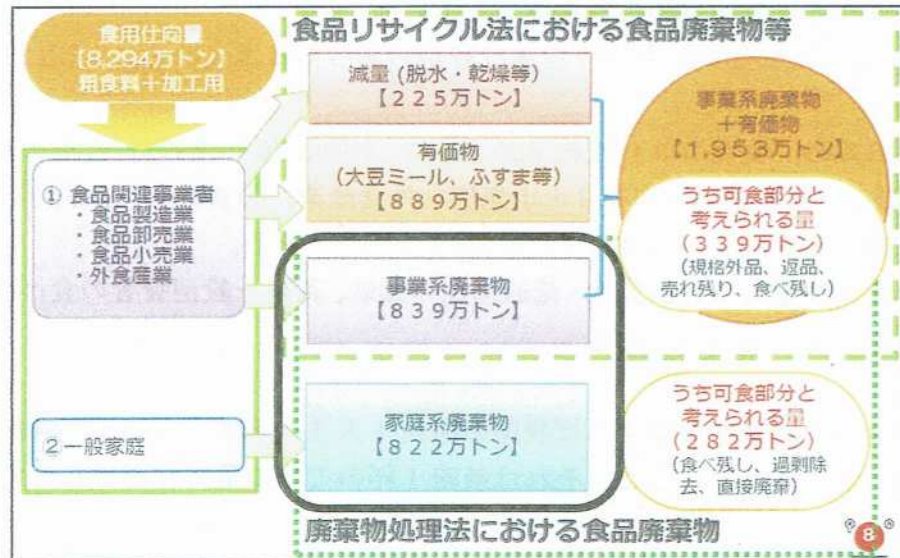 食品リサイクル法における食品廃棄物等
食用仕向量
【8,294万トン】
粗食料＋加工用
減量 (脱水・乾燥等)
【225万トン】
有価物
(大豆ミール、ふすま等)
【889万トン】
事業系廃棄物
＋有価物
【1,953万トン】
① 食品関連事業者
・食品製造業
・食品卸売業
・食品小売業
・外食産業
うち可食部分と
考えられる量
(339万トン)
(規格外品、返品、
売れ残り、食べ残し)
事業系廃棄物
【839万トン】
②一般家庭
家庭系廃棄物
【822万トン】
うち可食部分と
考えられる量
(282万トン)
(食べ残し、過剰除
去、直接廃棄)
廃棄物処理法における食品廃棄物
8